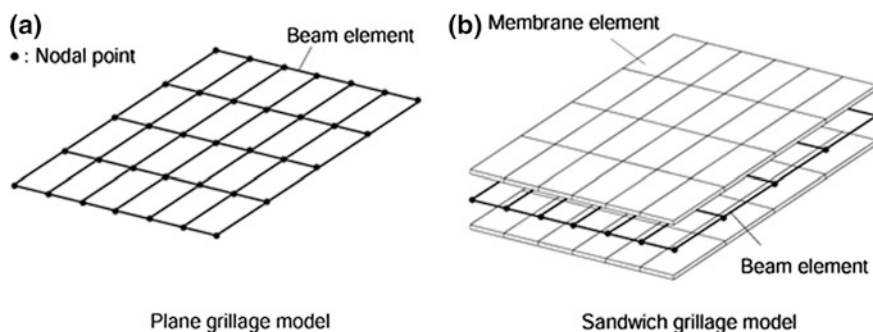 (a)
● : Nodal point
Beam element
Plane grillage model
(b)
Membrane element
Beam element
Sandwich grillage model